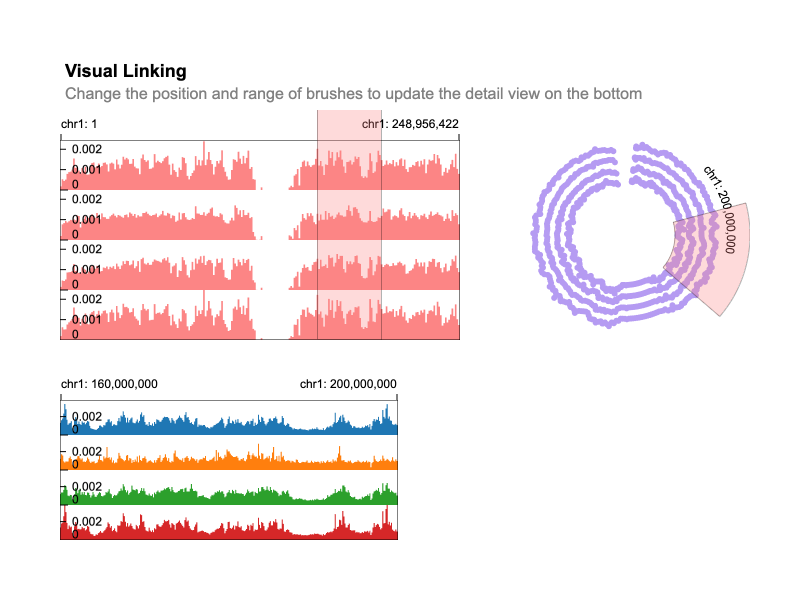 Visual Linking
Change the position and range of brushes to update the detail view on the bottom
chr1: 1
chr1: 248,956,422
0.002
0.001
0
0.002
0.001
0
0.002
0.001
0
0.002
0.001
0
chr1: 200,000,000
chr1: 160,000,000
chr1: 200,000,000
0.002
0
0.002
0
0.002
0
0.002
0